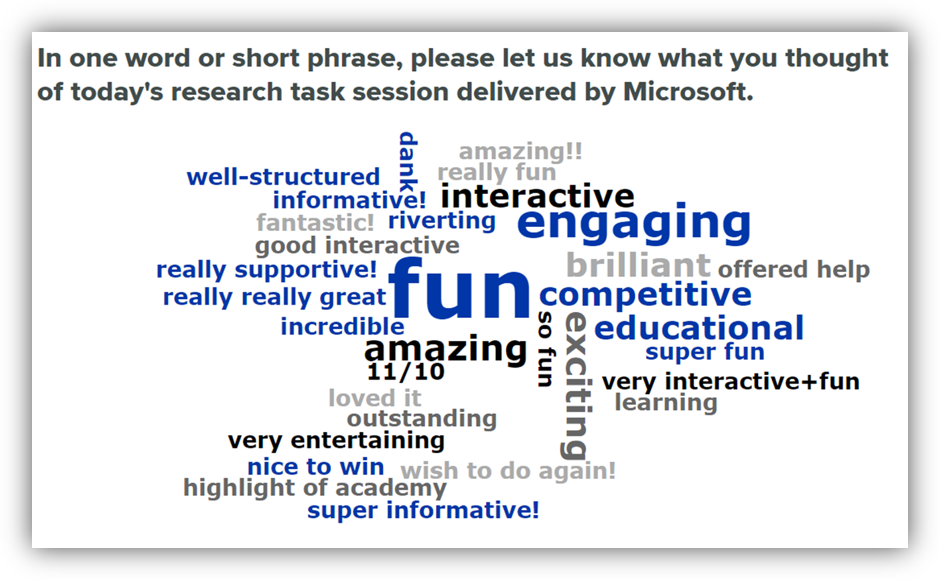 In one word or short phrase, please let us know what you thought
of today's research task session delivered by Microsoft.
dank
amazing!!
well-structured
really fun
informative!
interactive
fantastic!
riverting
engaging
good interactive
really supportive!
brilliant
offered help
really really great
fun
competitive
incredible
so fun
exciting
educational
amazing
super fun
11/10
very interactive+fun
loved it
learning
outstanding
very entertaining
nice to win
wish to do again!
highlight of academy
super informative!